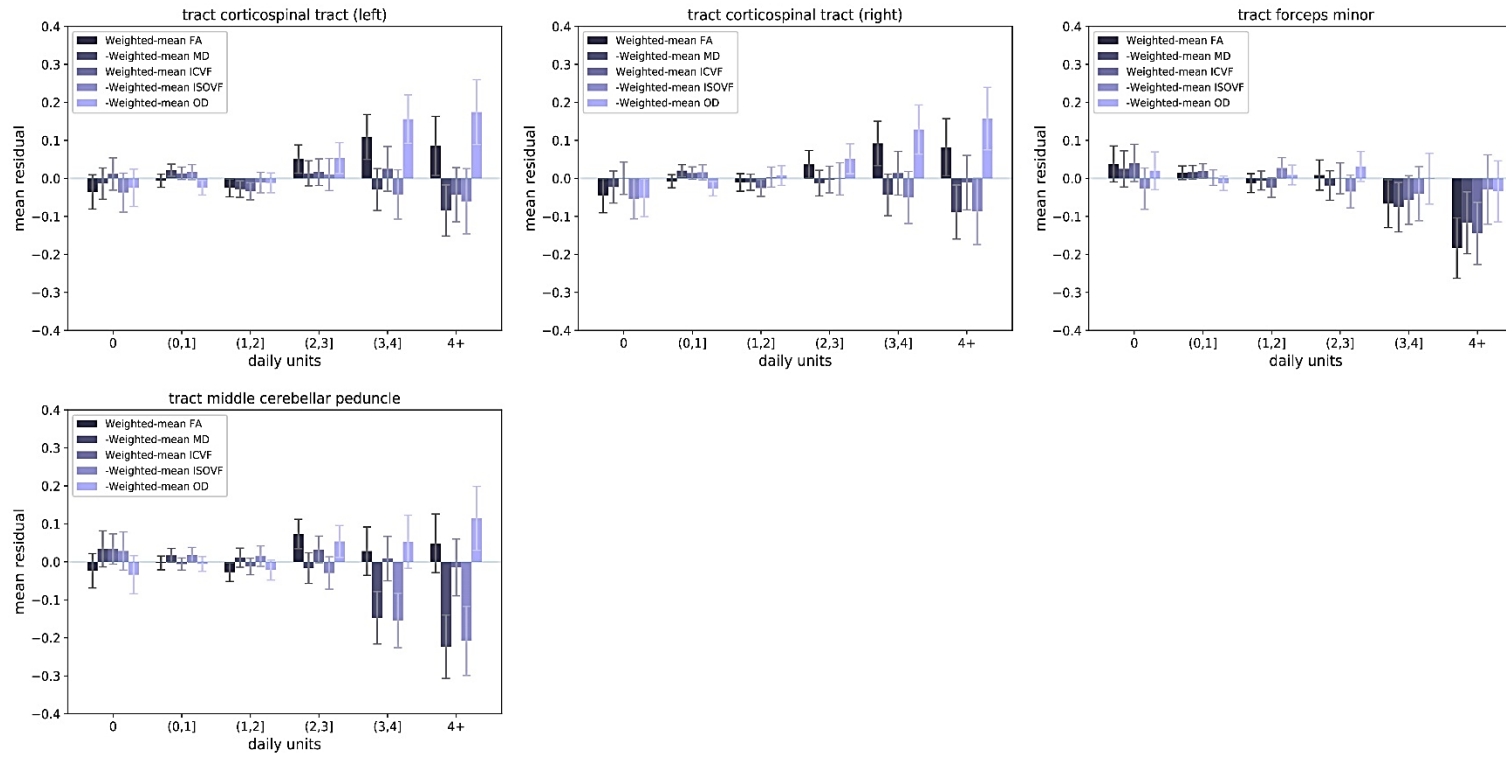 tract corticospinal tract (left)
0.4
0.3
0.2
0.1
0.0
−0.1
−0.2
−0.3
−0.4
mean residual
Weighted-mean FA
-Weighted-mean MD
Weighted-mean ICVF
-Weighted-mean ISOVF
-Weighted-mean OD
0 (0,1] (1,2] (2,3] (3,4] 4+
daily units
tract corticospinal tract (right)
0.4
0.3
0.2
0.1
0.0
−0.1
−0.2
−0.3
−0.4
mean residual
Weighted-mean FA
-Weighted-mean MD
Weighted-mean ICVF
-Weighted-mean ISOVF
-Weighted-mean OD
0 (0,1] (1,2] (2,3] (3,4] 4+
daily units
tract forceps minor
0.4
0.3
0.2
0.1
0.0
−0.1
−0.2
−0.3
−0.4
mean residual
Weighted-mean FA
-Weighted-mean MD
Weighted-mean ICVF
-Weighted-mean ISOVF
-Weighted-mean OD
0 (0,1] (1,2] (2,3] (3,4] 4+
daily units
tract middle cerebellar peduncle
0.4
0.3
0.2
0.1
0.0
−0.1
−0.2
−0.3
−0.4
mean residual
Weighted-mean FA
-Weighted-mean MD
Weighted-mean ICVF
-Weighted-mean ISOVF
-Weighted-mean OD
0 (0,1] (1,2] (2,3] (3,4] 4+
daily units